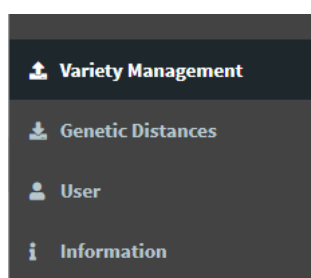 Variety Management
Genetic Distances
User
Information